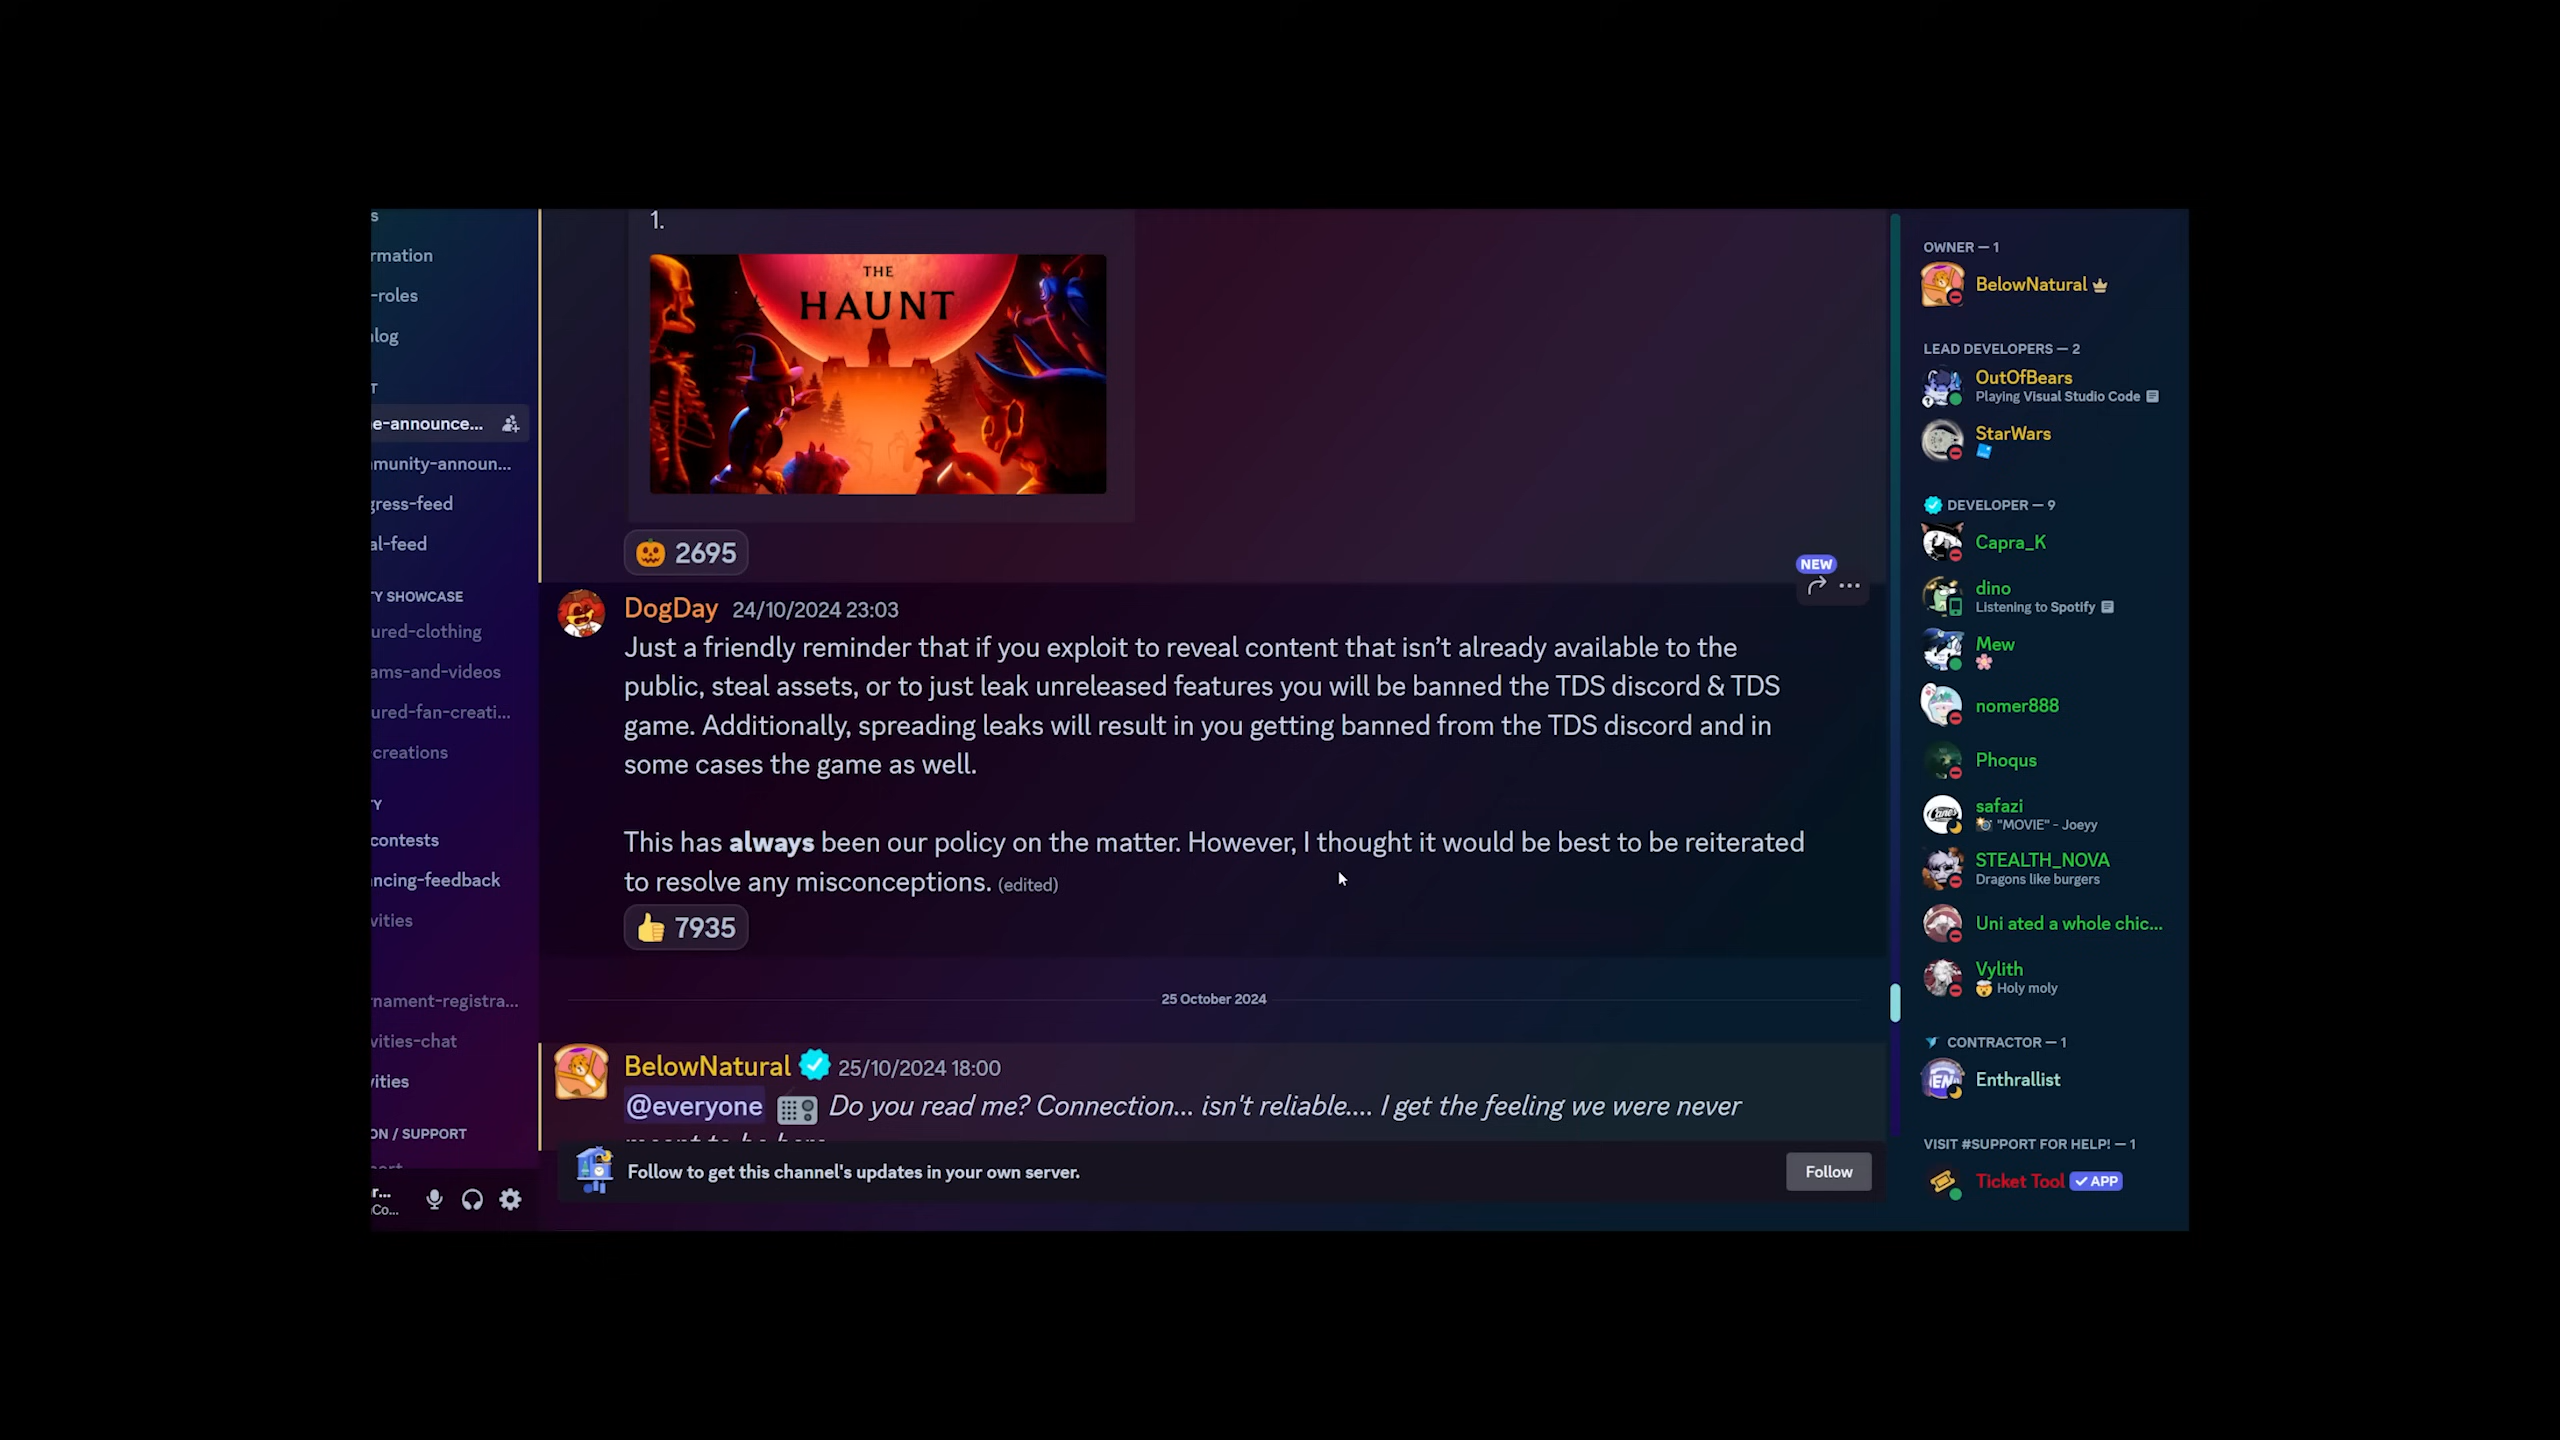 s
rmation
-roles
log
T
e-announce...
munity-announ...
gress-feed
al-feed
Y SHOWCASE
ured-clothing
ams-and-videos
ured-fan-creati...
creations
TY
contests
ncing-feedback
vities
nament-registra...
vities-chat
vities
ON / SUPPORT
r...
Co...
1.
THE
HAUNT
2695
NEW
DogDay 24/10/2024 23:03
Just a friendly reminder that if you exploit to reveal content that isn’t already available to the
public, steal assets, or to just leak unreleased features you will be banned the TDS discord & TDS
game. Additionally, spreading leaks will result in you getting banned from the TDS discord and in
some cases the game as well.
This has always been our policy on the matter. However, I thought it would be best to be reiterated
to resolve any misconceptions. (edited)
7935
25 October 2024
BelowNatural 25/10/2024 18:00
@everyone Do you read me? Connection... isn't reliable.... I get the feeling we were never
Follow to get this channel's updates in your own server.
Follow
OWNER — 1
BelowNatural
LEAD DEVELOPERS — 2
OutOfBears
Playing Visual Studio Code
StarWars
DEVELOPER — 9
Capra_K
dino
Listening to Spotify
Mew
nomer888
Phoqus
safazi
"MOVIE" - Joeyy
STEALTH_NOVA
Dragons like burgers
Uni ated a whole chic...
Vylith
Holy moly
CONTRACTOR — 1
Enthrallist
VISIT #SUPPORT FOR HELP! — 1
Ticket Tool APP